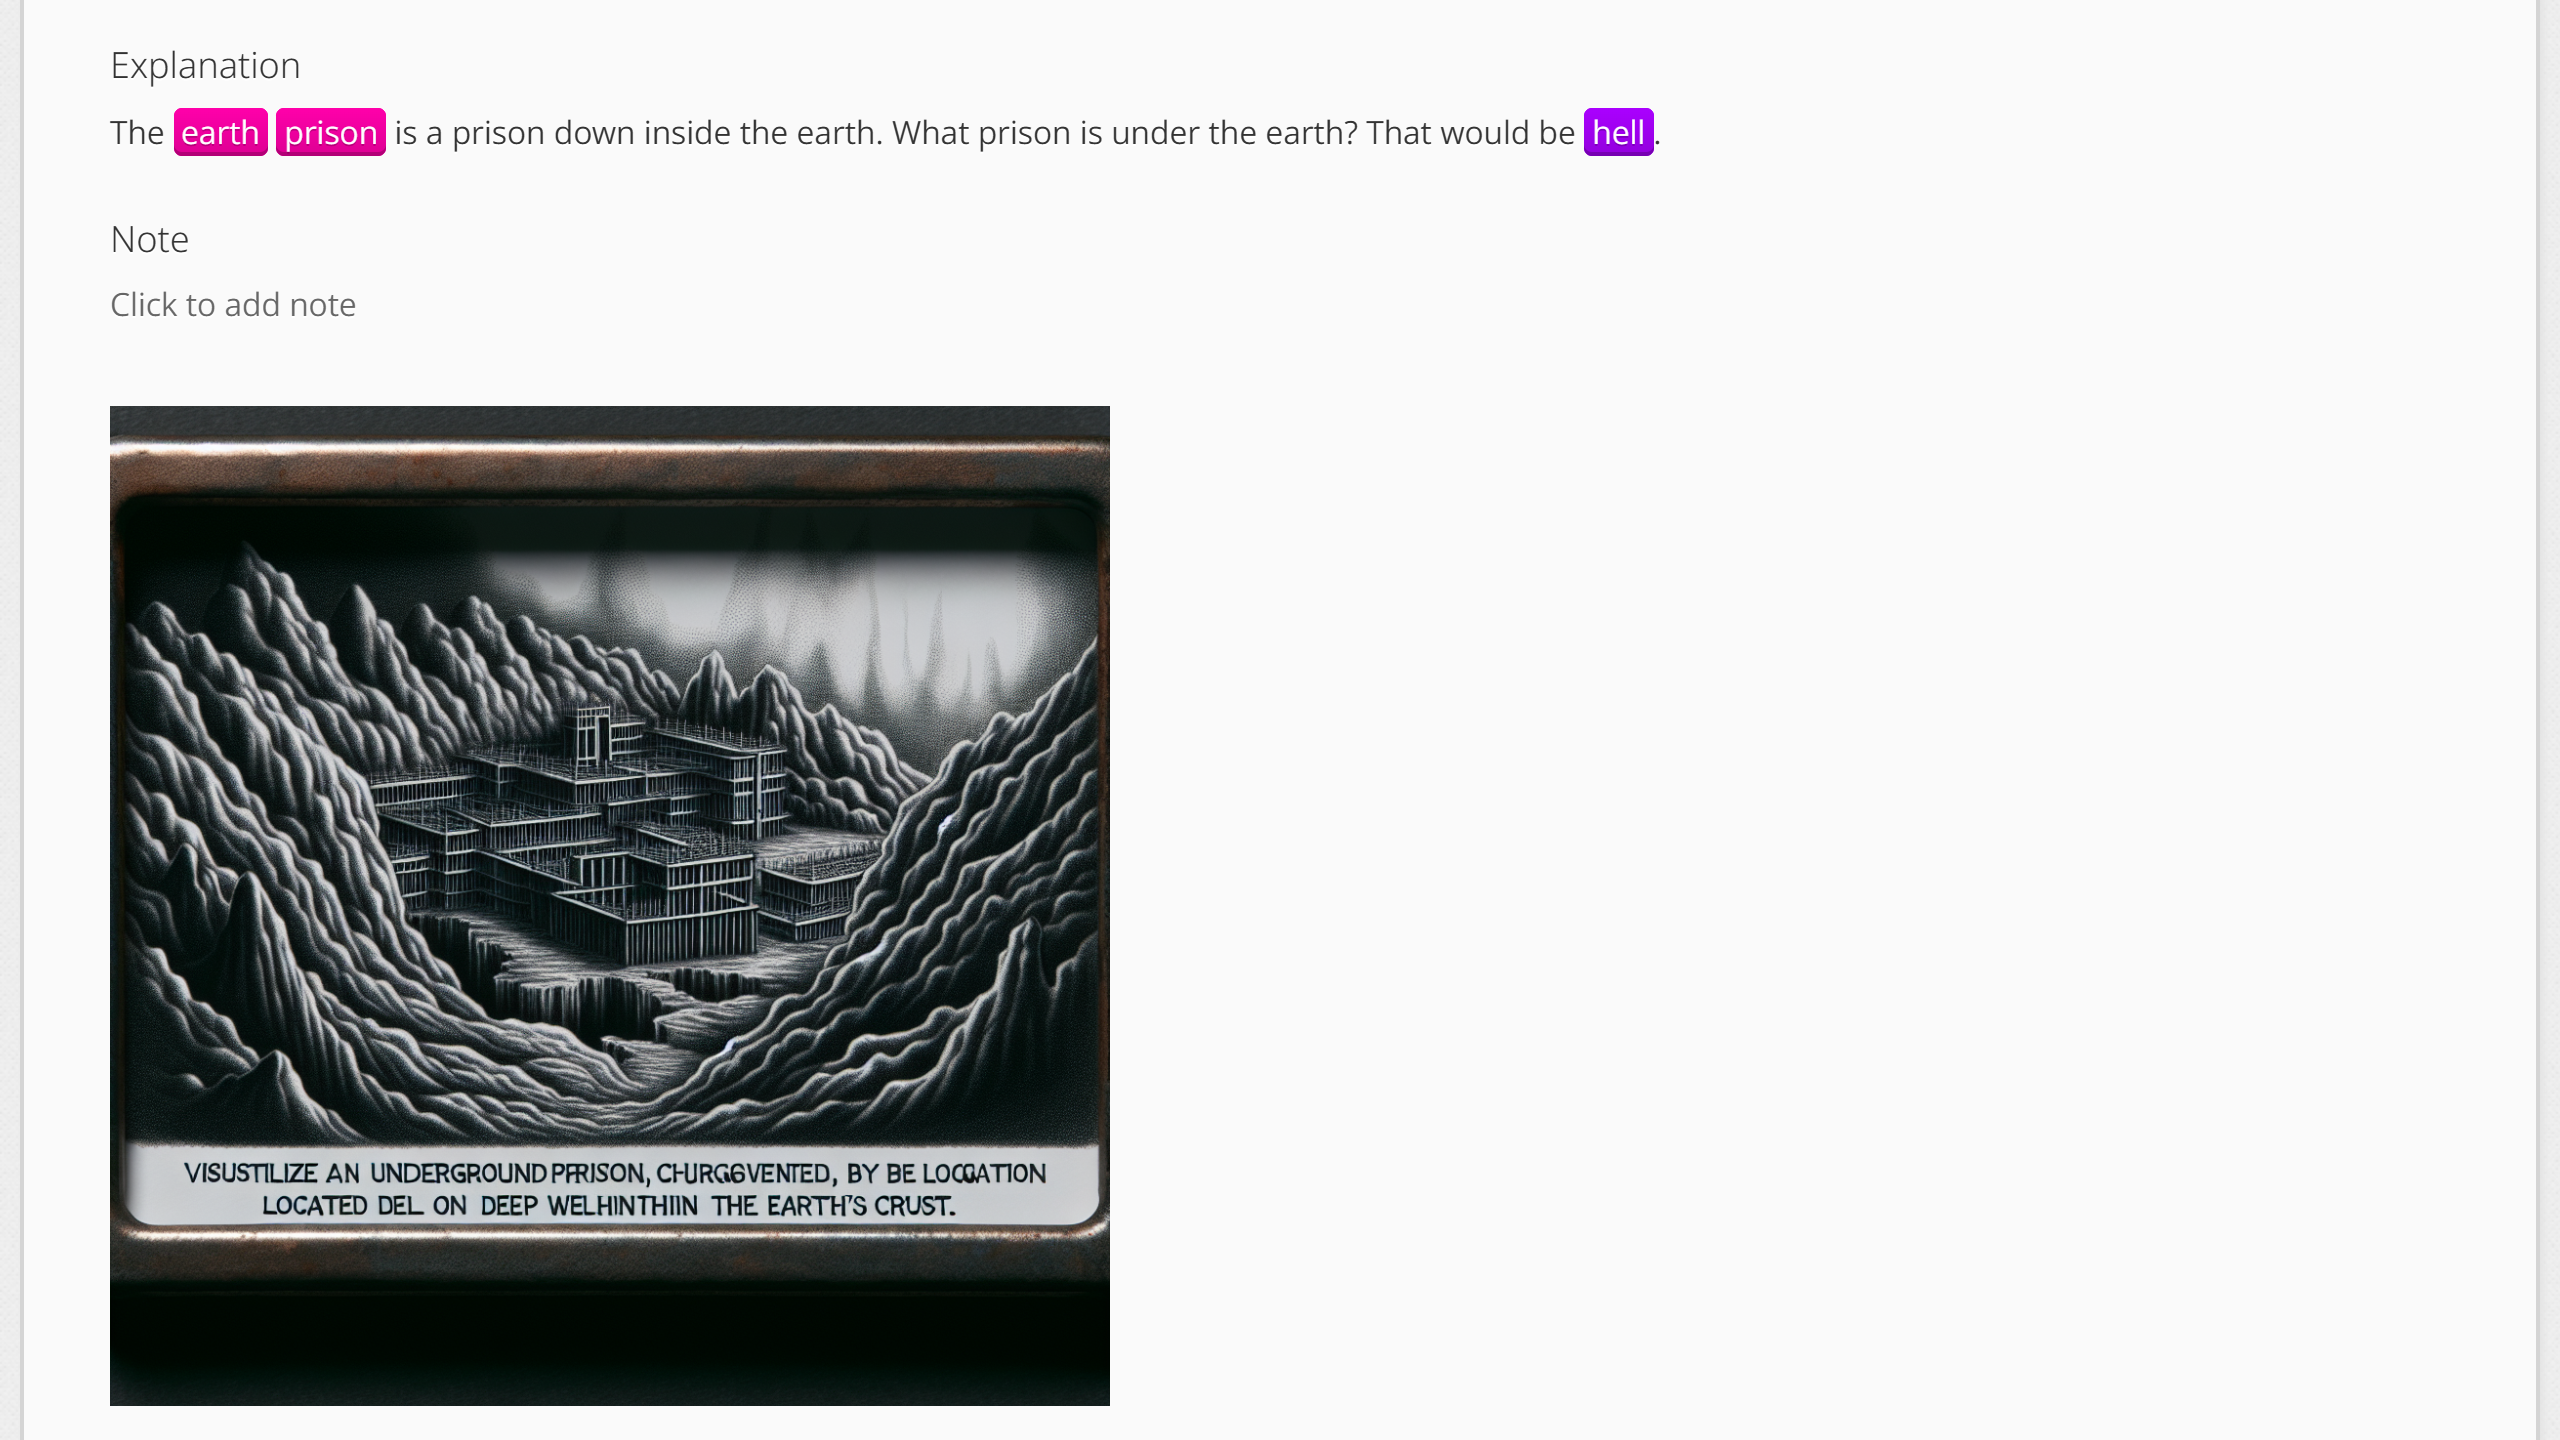 Explanation
The earth prison is a prison down inside the earth. What prison is under the earth? That would be hell.
Note
Click to add note
VISUSTILIZE AN UNDERGROUND PRRISON, CHURGGVENTED, BY BE LOCGATION
LOCATED DEL ON DEEP WELHINTHIIN THE EARTH'S CRUST.